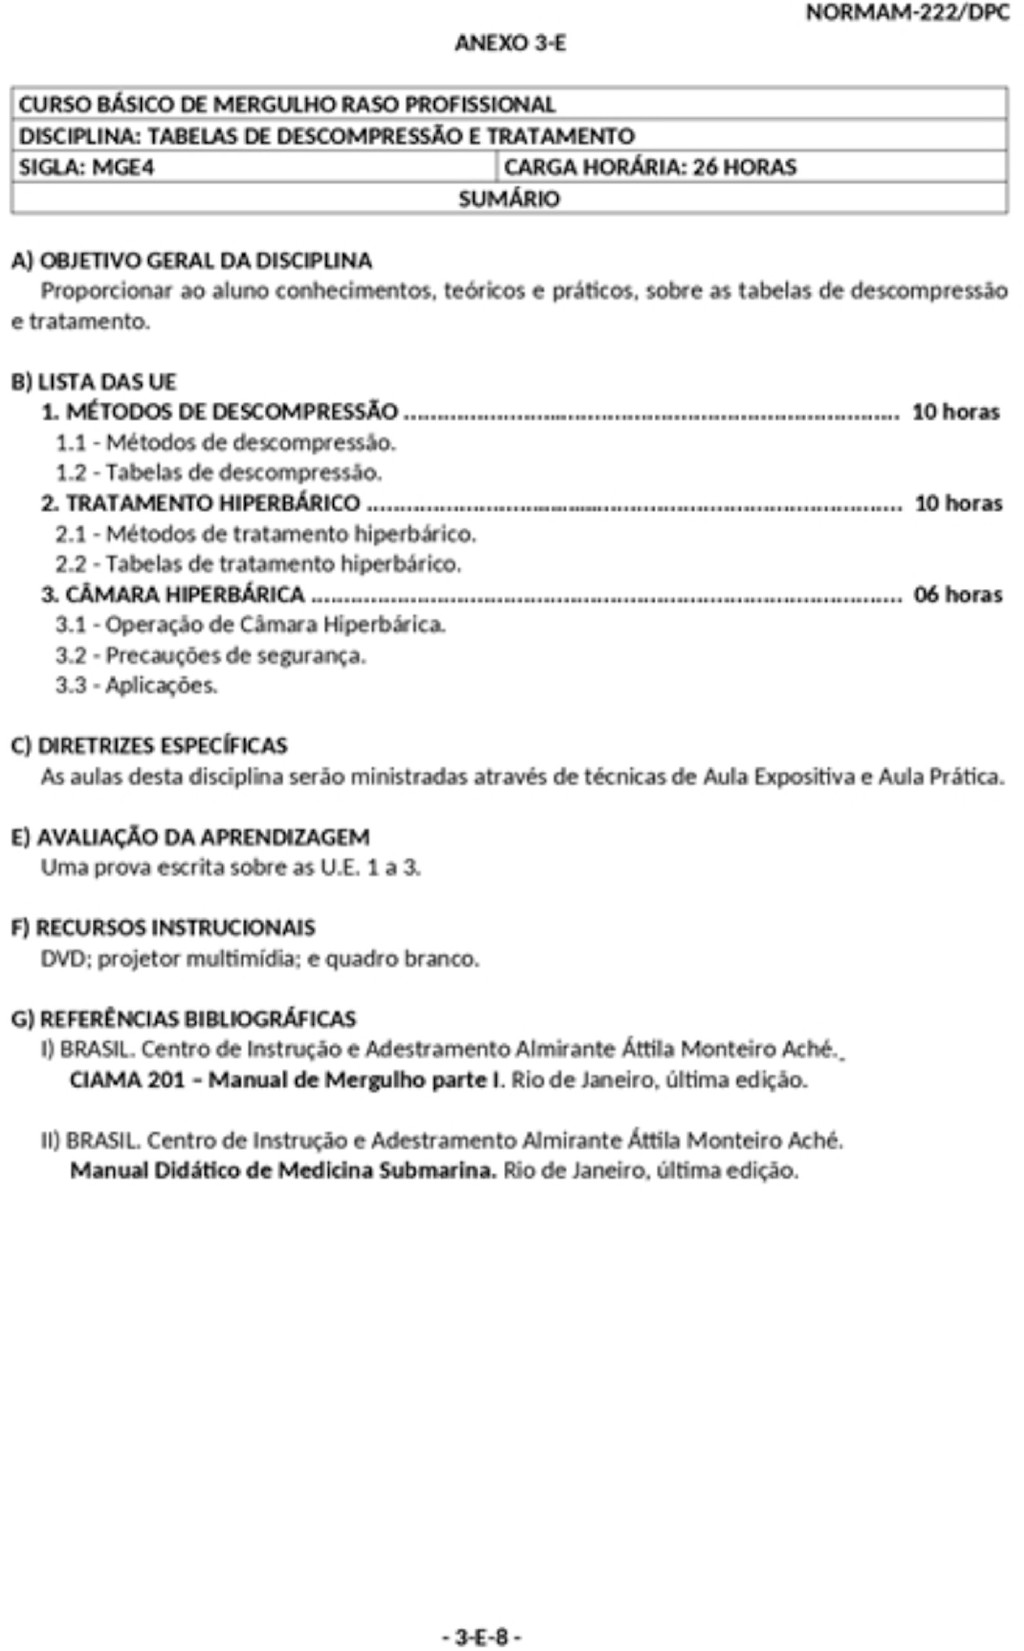 NORMAM-222/DPC
ANEXO 3-E
CURSO BÁSICO DE MERGULHO RASO PROFISSIONAL
DISCIPLINA: TABELAS DE DESCOMPRESSÃO E TRATAMENTO
SIGLA: MGE4 CARGA HORÁRIA: 26 HORAS
SUMÁRIO
A) OBJETIVO GERAL DA DISCIPLINA
Proporcionar ao aluno conhecimentos, teóricos e práticos, sobre as tabelas de descompressão
e tratamento.
B) LISTA DAS UE
1. MÉTODOS DE DESCOMPRESSÃO ........................................................................... 10 horas
1.1 - Métodos de descompressão.
1.2 - Tabelas de descompressão.
2. TRATAMENTO HIPERBÁRICO ................................................................................. 10 horas
2.1 - Métodos de tratamento hiperbárico.
2.2 - Tabelas de tratamento hiperbárico.
3. CÂMARA HIPERBÁRICA ......................................................................................... 06 horas
3.1 - Operação de Câmara Hiperbárica.
3.2 - Precauções de segurança.
3.3 - Aplicações.
C) DIRETRIZES ESPECÍFICAS
As aulas desta disciplina serão ministradas através de técnicas de Aula Expositiva e Aula Prática.
E) AVALIAÇÃO DA APRENDIZAGEM
Uma prova escrita sobre as U.E. 1 a 3.
F) RECURSOS INSTRUCIONAIS
DVD; projetor multimídia; e quadro branco.
G) REFERÊNCIAS BIBLIOGRÁFICAS
I) BRASIL. Centro de Instrução e Adestramento Almirante Áttila Monteiro Aché.
CIAMA 201 – Manual de Mergulho parte I. Rio de Janeiro, última edição.
II) BRASIL. Centro de Instrução e Adestramento Almirante Áttila Monteiro Aché.
Manual Didático de Medicina Submarina. Rio de Janeiro, última edição.
- 3-E-8 -